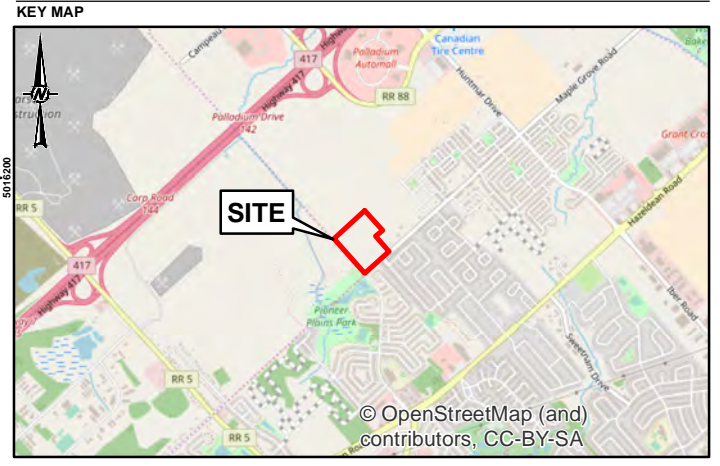 KEY MAP
N
5016200
Campeau
Highway 417
417
Palladium
Automall
Canadian
Tire Centre
RR 88
Huntmar Drive
Maple Grove Road
Palladium Drive
142
Carp Road
144
RR 5
SITE
Hazeldean Road
Iber Road
417
Highway 417
Pioneer
Plains Park
Sweetnam Drive
RR 5
RR 5
© OpenStreetMap (and)
contributors, CC-BY-SA